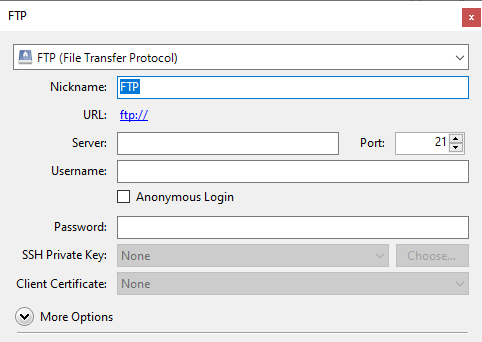 FTP
FTP (File Transfer Protocol)
Nickname: FTP
URL: ftp://
Server: Port: 21
Username:
Anonymous Login
Password:
SSH Private Key: None Choose...
Client Certificate: None
More Options